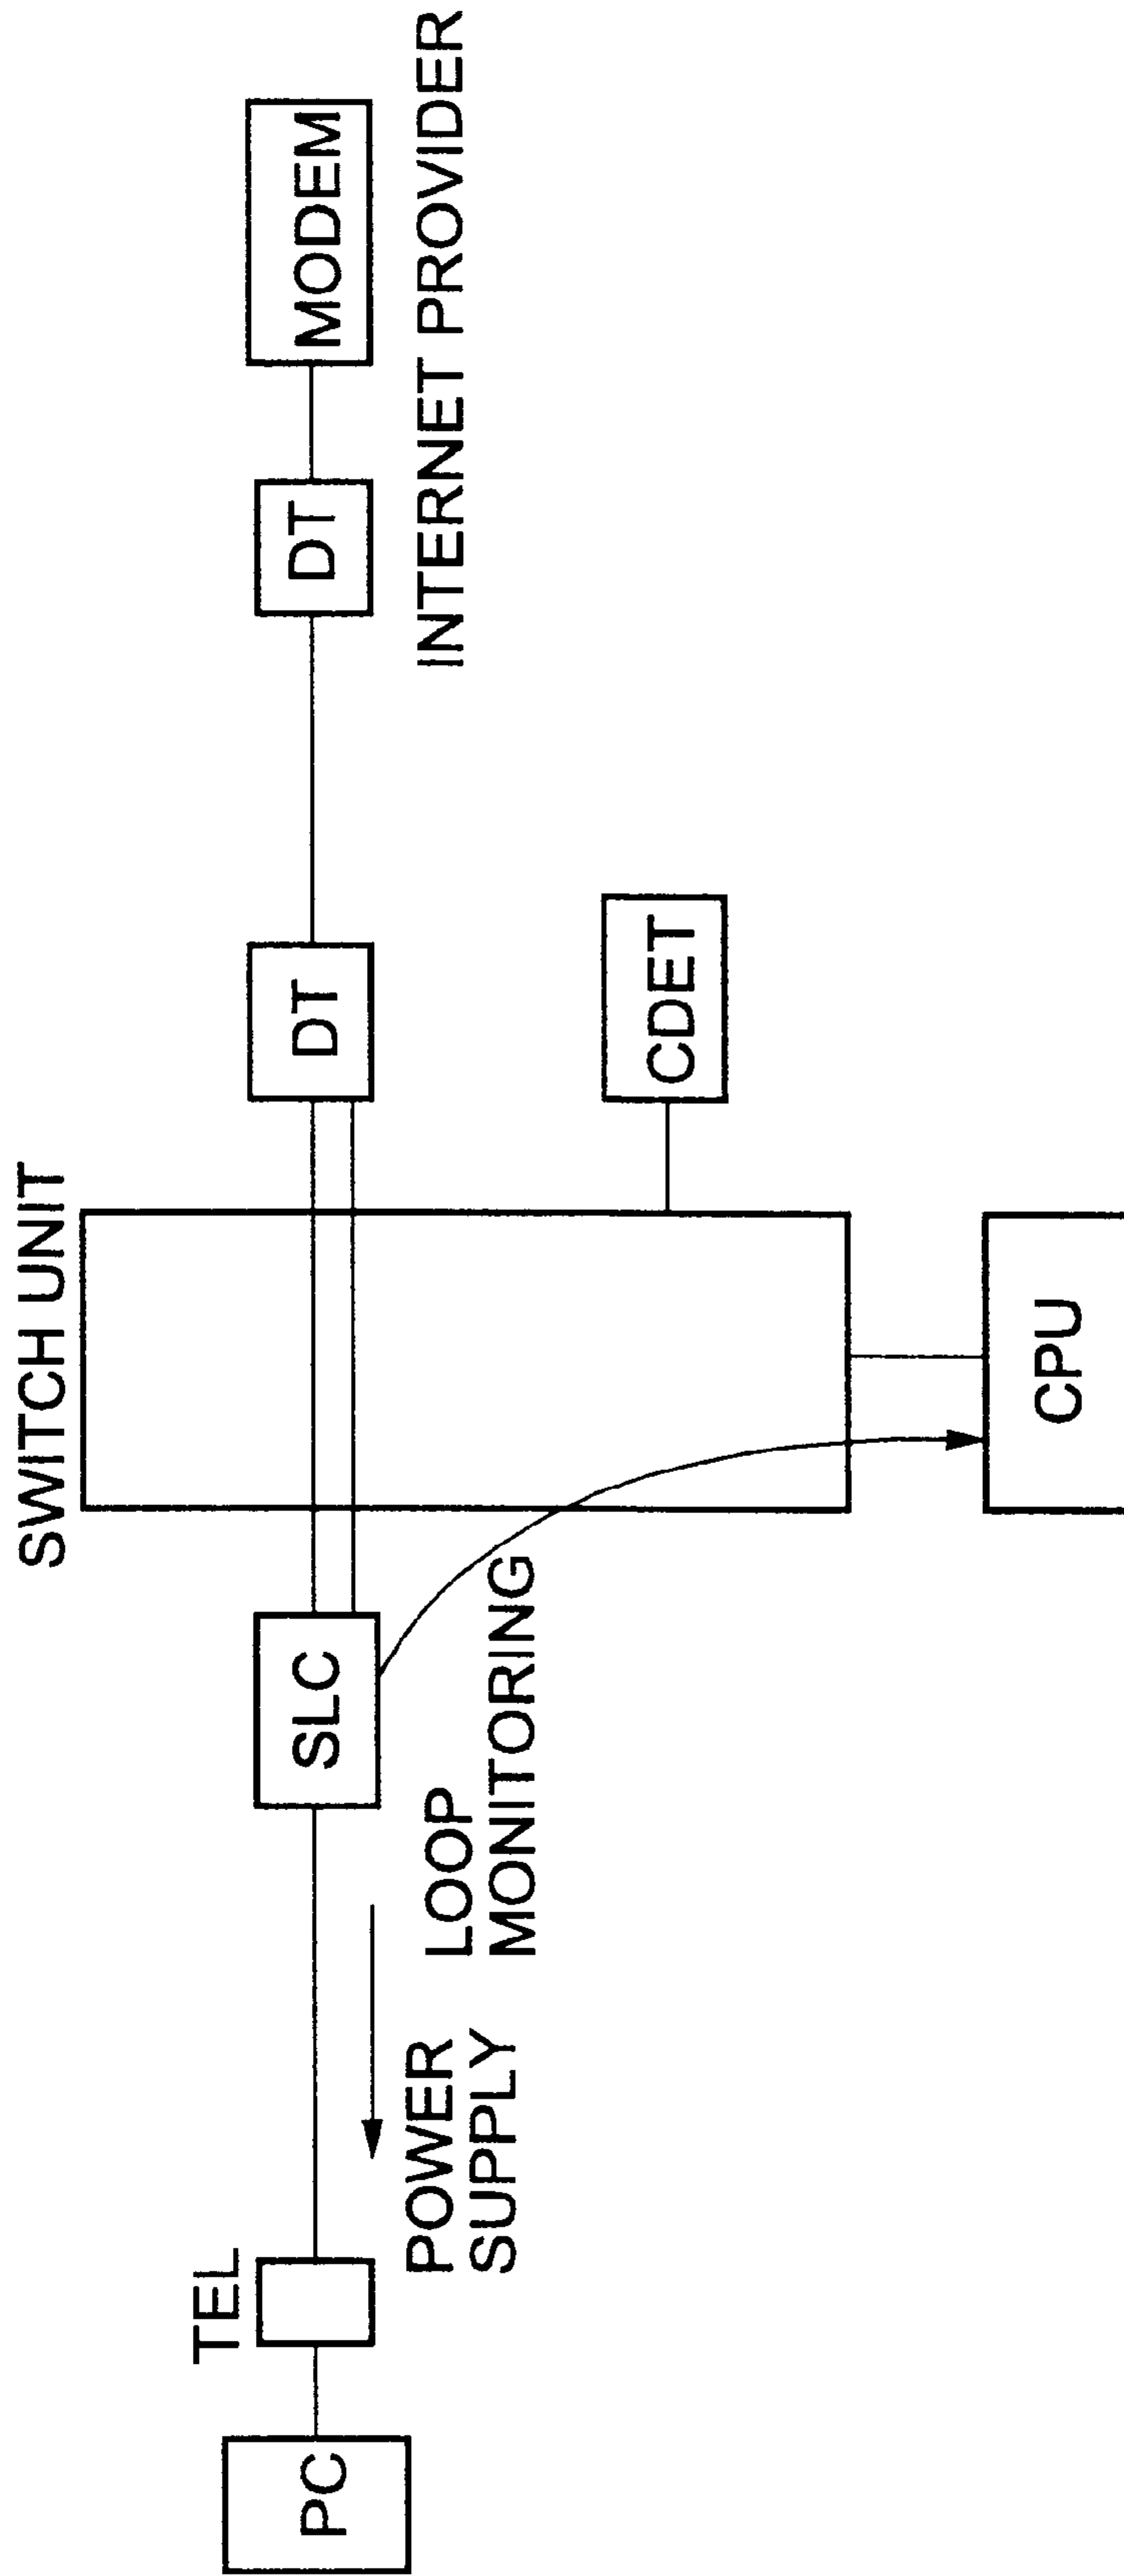 SWITCH UNIT
PC
TEL
POWER
SUPPLY
LOOP
MONITORING
SLC
DT
DT
MODEM
INTERNET PROVIDER
CDET
CPU